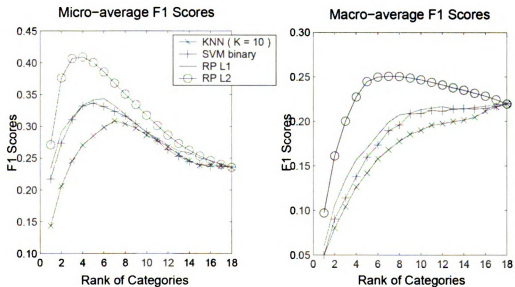 Micro-average F1 Scores
0.45
0.40
0.35
0.30
0.25
0.20
0.15
0.10
F1 Scores
0 2 4 6 8 10 12 14 16 18
Rank of Categories
KNN ( K = 10 )
SVM binary
RP L1
RP L2
Macro-average F1 Scores
0.30
0.25
0.20
0.15
0.10
0.05
F1 Scores
0 2 4 6 8 10 12 14 16 18
Rank of Categories